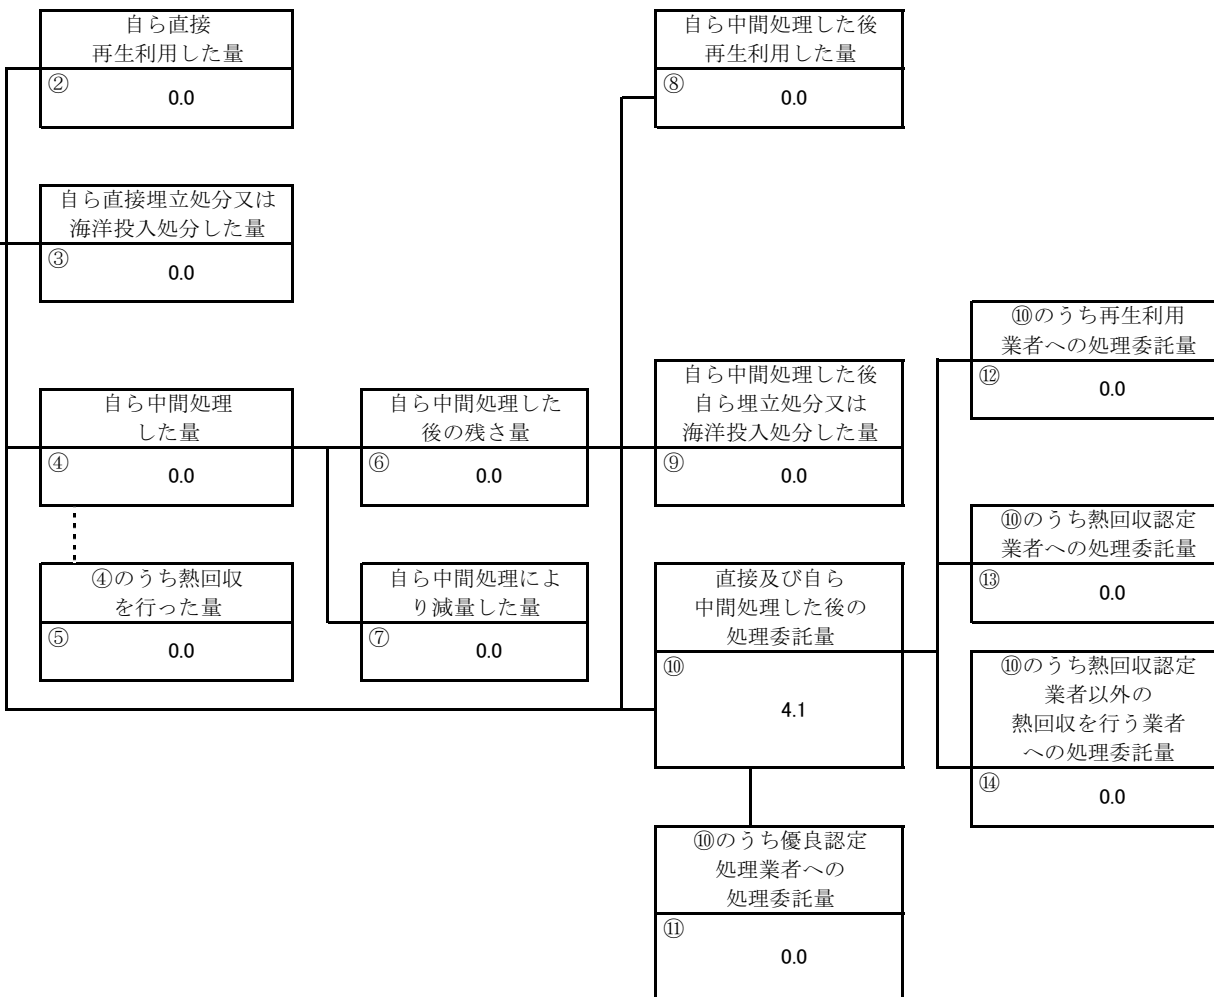 自ら直接
再生利用した量
②
0.0
自ら中間処理した後
再生利用した量
⑧
0.0
自ら直接埋立処分又は
海洋投入処分した量
③
0.0
⑩のうち再生利用
業者への処理委託量
⑫
0.0
自ら中間処理
した量
④
0.0
自ら中間処理した
後の残さ量
⑥
0.0
自ら中間処理した後
自ら埋立処分又は
海洋投入処分した量
⑨
0.0
⑩のうち熱回収認定
業者への処理委託量
⑬
0.0
④のうち熱回収
を行った量
⑤
0.0
自ら中間処理によ
り減量した量
⑦
0.0
直接及び自ら
中間処理した後の
処理委託量
⑩
4.1
⑩のうち熱回収認定
業者以外の
熱回収を行う業者
への処理委託量
⑭
0.0
⑩のうち優良認定
処理業者への
処理委託量
⑪
0.0